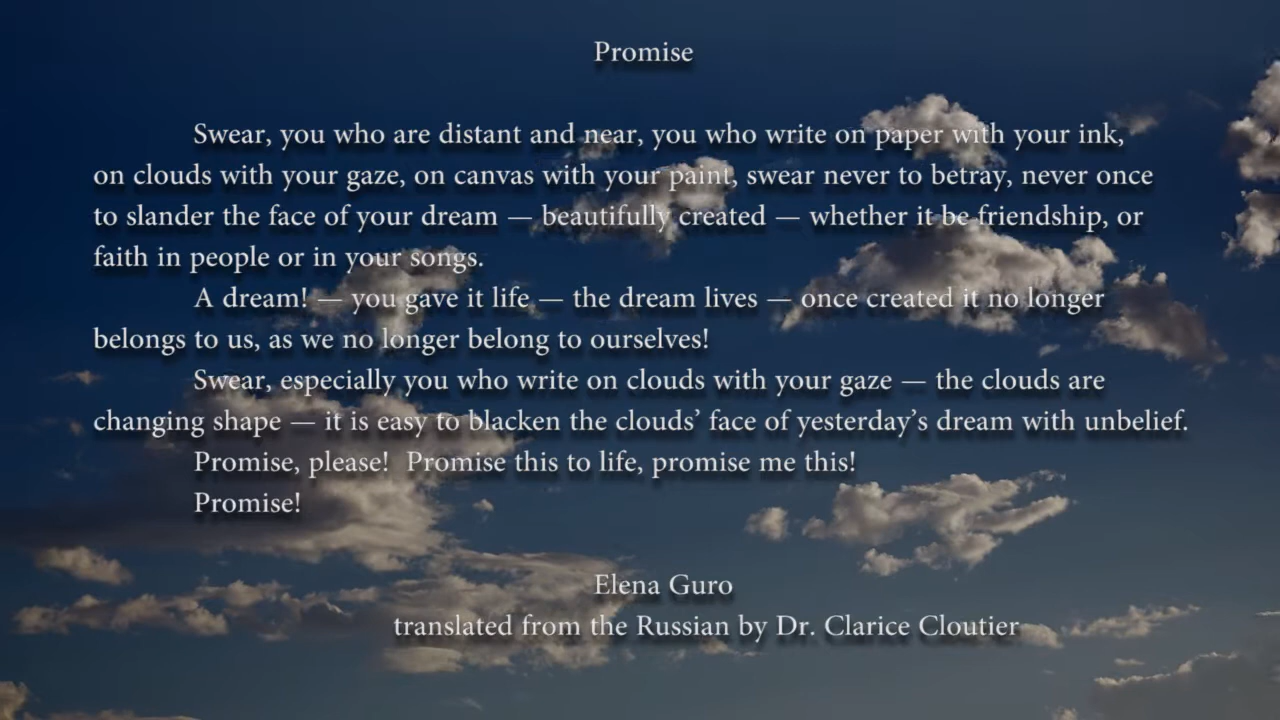 Promise
Swear, you who are distant and near, you who write on paper with your ink,
on clouds with your gaze, on canvas with your paint, swear never to betray, never once
to slander the face of your dream — beautifully created — whether it be friendship, or
faith in people or in your songs.
A dream! — you gave it life — the dream lives — once created it no longer
belongs to us, as we no longer belong to ourselves!
Swear, especially you who write on clouds with your gaze — the clouds are
changing shape — it is easy to blacken the clouds’ face of yesterday’s dream with unbelief.
Promise, please!  Promise this to life, promise me this!
Promise!
Elena Guro
translated from the Russian by Dr. Clarice Cloutier